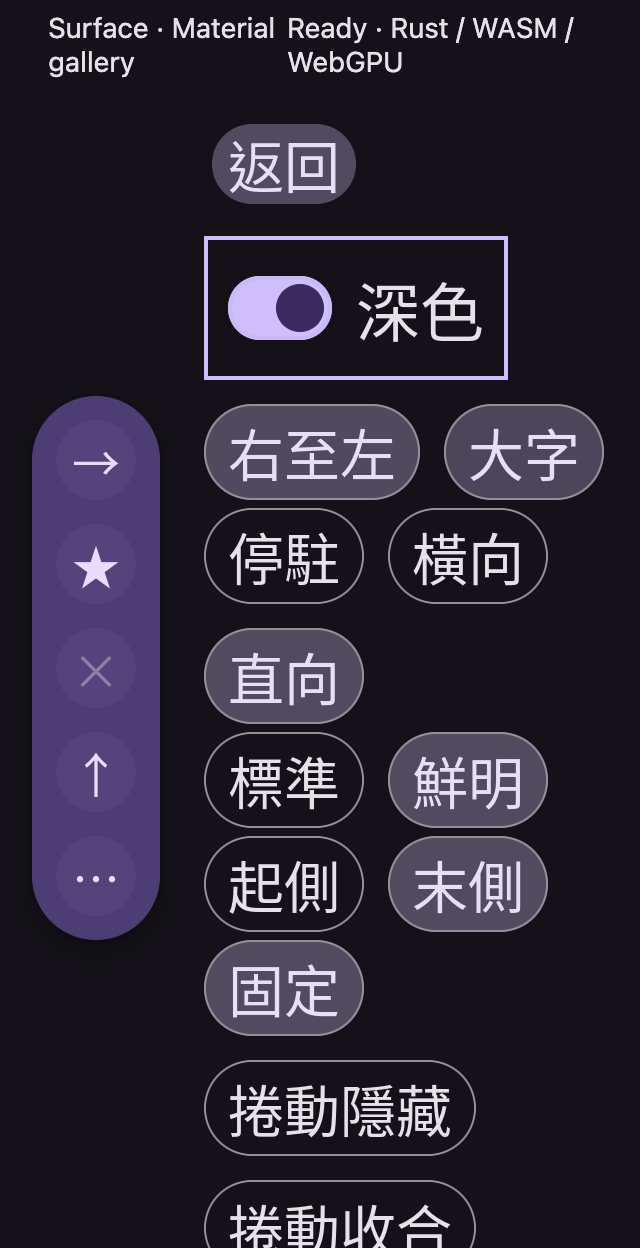 Surface · Material gallery
Ready · Rust / WASM / WebGPU
返回
深色
右至左
大字
停駐
橫向
直向
標準
鮮明
起側
末側
固定
捲動隱藏
捲動收合